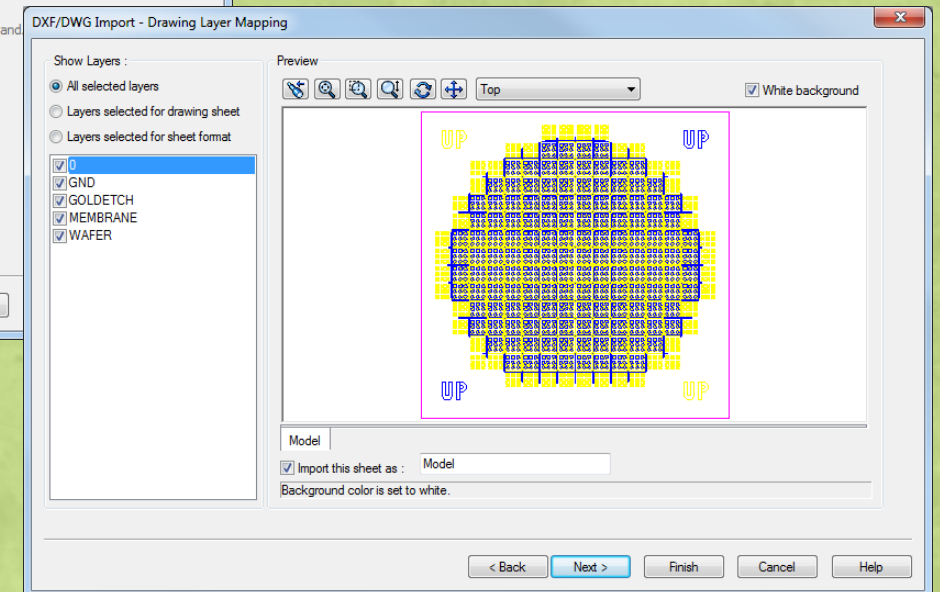 and.
DXF/DWG Import - Drawing Layer Mapping
Show Layers :
All selected layers
Layers selected for drawing sheet
Layers selected for sheet format
0
GND
GOLDETCH
MEMBRANE
WAFER
Preview
Top
White background
UP UP
UP UP
Model
Import this sheet as : Model
Background color is set to white.
< Back Next > Finish Cancel Help